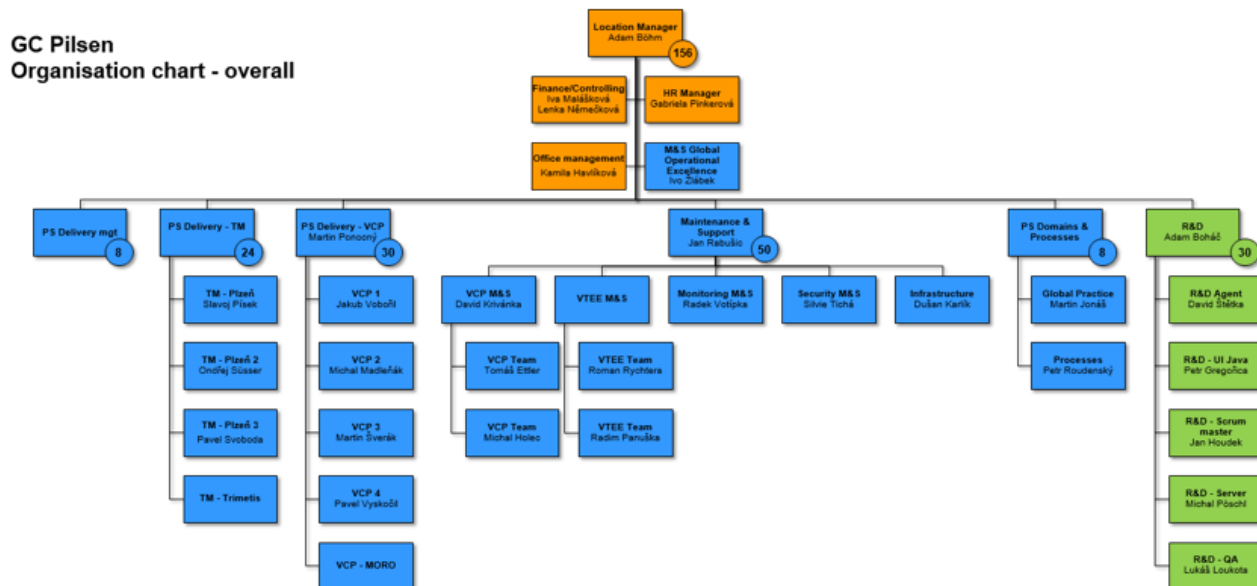 GC Pilsen
Organisation chart - overall
Location Manager
Adam Böhm
156
Finance/Controlling
Iva Malášková
Lenka Němečková
HR Manager
Gabriela Pinkerová
Office management
Kamila Havlíková
M&S Global
Operational
Excellence
Ivo Žlábek
PS Delivery mgt
8
PS Delivery - TM
24
PS Delivery - VCP
Martin Ponocný
30
Maintenance &
Support
Jan Rabušic
50
PS Domains &
Processes
8
R&D
Adam Boháč
30
TM - Plzeň
Slavoj Písek
TM - Plzeň 2
Ondřej Süsser
TM - Plzeň 3
Pavel Svoboda
TM - Trimetis
VCP 1
Jakub Vobořil
VCP 2
Michal Madleňák
VCP 3
Martin Šverák
VCP 4
Pavel Vyskočil
VCP - MORO
VCP M&S
David Krivánka
VCP Team
Tomáš Ettler
VCP Team
Michal Holec
VTEE M&S
VTEE Team
Roman Rychtera
VTEE Team
Radim Panuška
Monitoring M&S
Radek Votípka
Security M&S
Silvie Tichá
Infrastructure
Dušan Karlík
Global Practice
Martin Jonáš
Processes
Petr Roudenský
R&D Agent
David Štětka
R&D - UI Java
Petr Gregořica
R&D - Scrum
master
Jan Houdek
R&D - Server
Michal Pöschl
R&D - QA
Lukáš Loukota